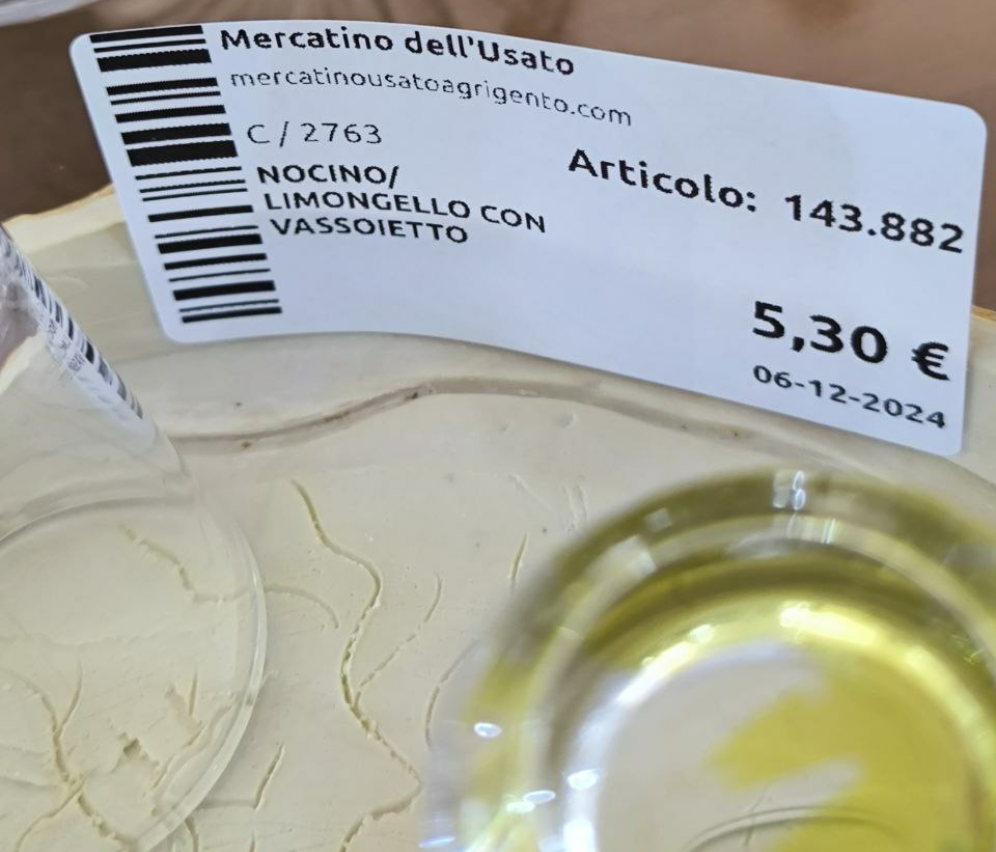 Mercatino dell'Usato
mercatinousatoagrigento.com
C / 2763
NOCINO/
LIMONGELLO CON
VASSOIETTO
Articolo: 143.882
5,30 €
06-12-2024